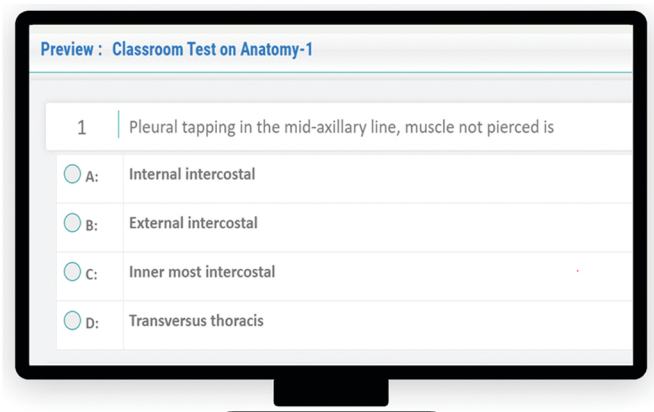 Preview : Classroom Test on Anatomy-1
1 Pleural tapping in the mid-axillary line, muscle not pierced is
A: Internal intercostal
B: External intercostal
C: Inner most intercostal
D: Transversus thoracis